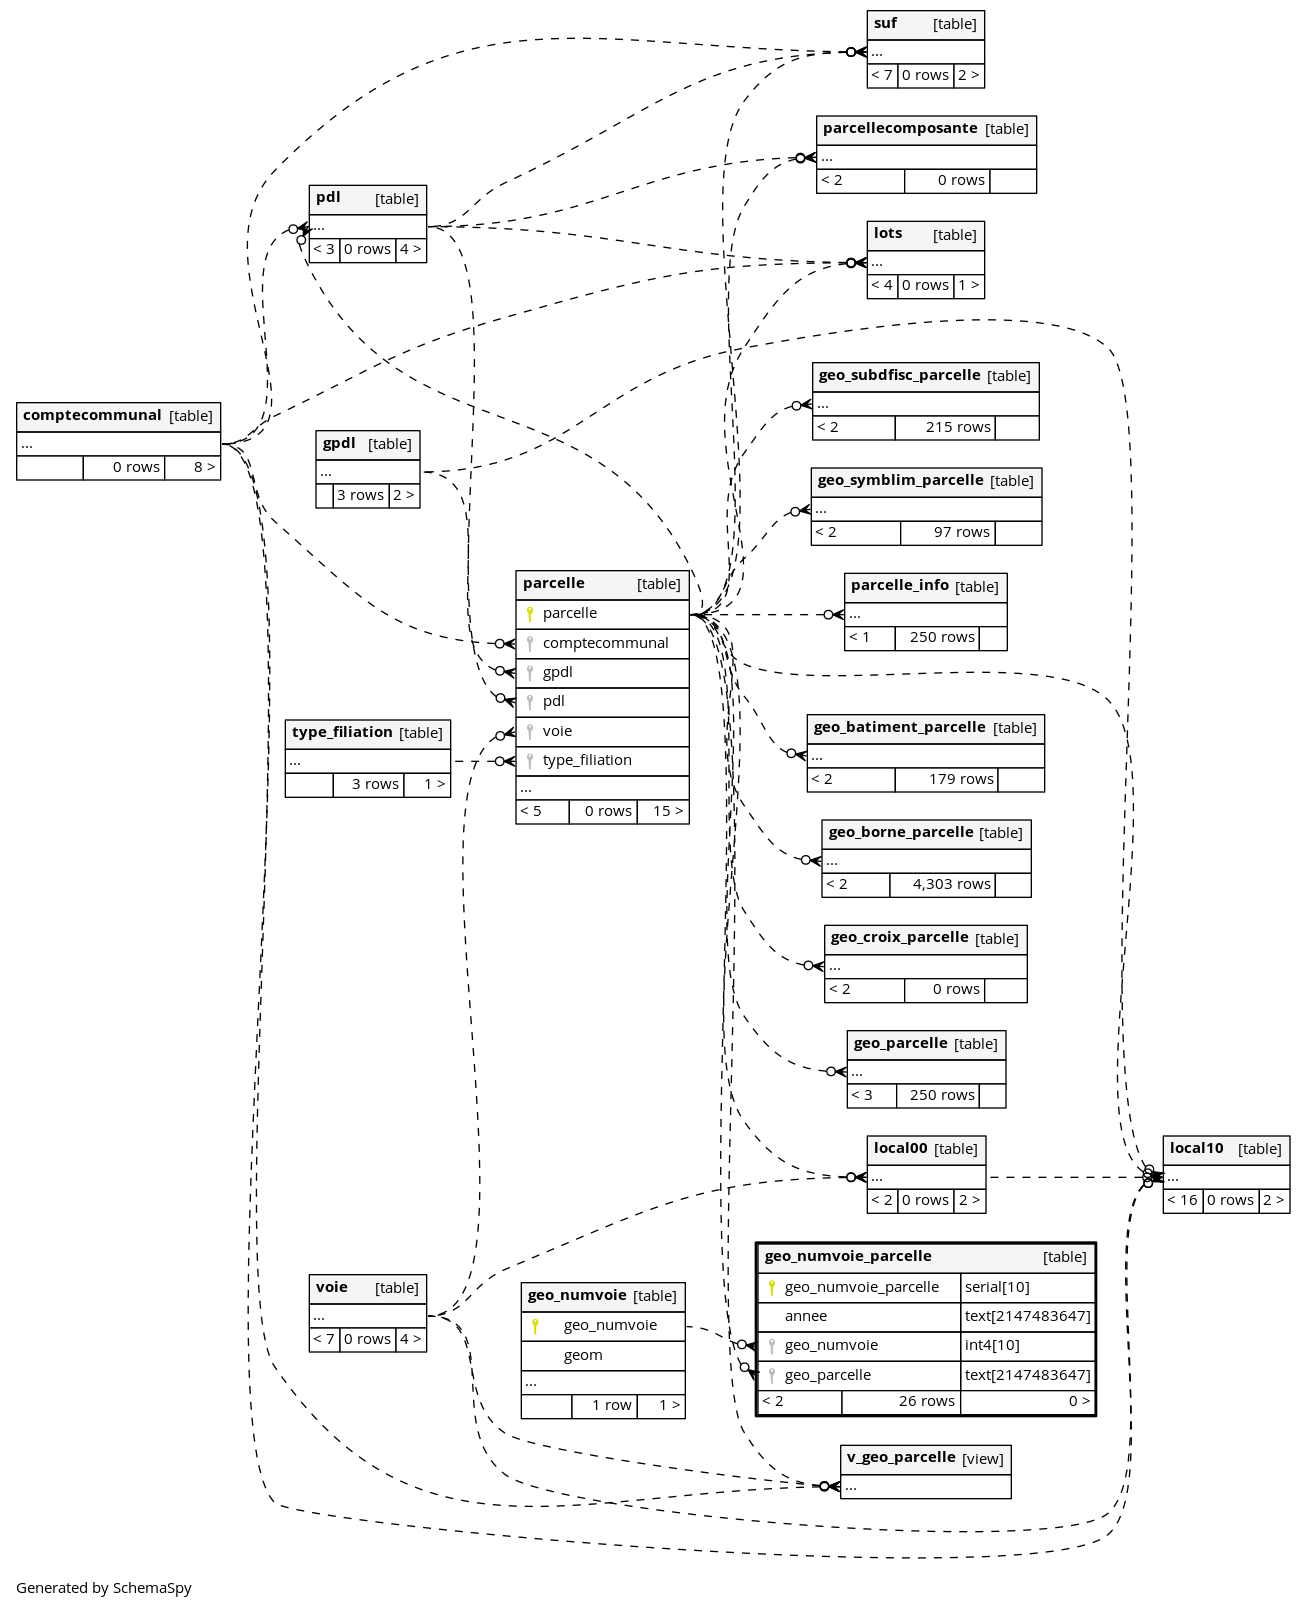 suf [table]
...
< 7 0 rows 2 >
parcellecomposante [table]
...
< 2 0 rows
pdl [table]
...
< 3 0 rows 4 >
lots [table]
...
< 4 0 rows 1 >
geo_subdfisc_parcelle [table]
...
< 2 215 rows
comptecommunal [table]
...
0 rows 8 >
gpdl [table]
...
3 rows 2 >
geo_symblim_parcelle [table]
...
< 2 97 rows
parcelle [table]
parcelle
comptecommunal
gpdl
pdl
voie
type_filiation
...
< 5 0 rows 15 >
parcelle_info [table]
...
< 1 250 rows
type_filiation [table]
...
3 rows 1 >
geo_batiment_parcelle [table]
...
< 2 179 rows
geo_borne_parcelle [table]
...
< 2 4,303 rows
geo_croix_parcelle [table]
...
< 2 0 rows
geo_parcelle [table]
...
< 3 250 rows
local00 [table]
...
< 2 0 rows 2 >
local10 [table]
...
< 16 0 rows 2 >
voie [table]
...
< 7 0 rows 4 >
geo_numvoie [table]
geo_numvoie
geom
...
1 row 1 >
geo_numvoie_parcelle [table]
geo_numvoie_parcelle serial[10]
annee text[2147483647]
geo_numvoie int4[10]
geo_parcelle text[2147483647]
< 2 26 rows 0 >
v_geo_parcelle [view]
...
Generated by SchemaSpy